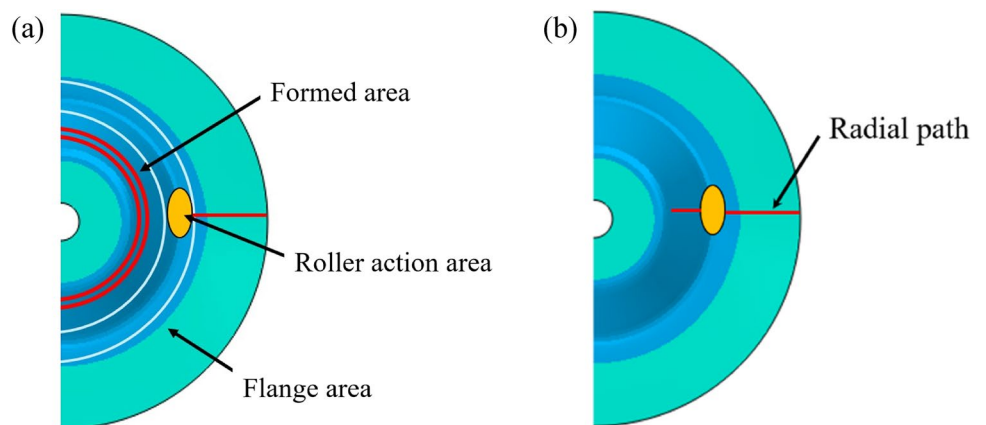 (a)
Formed area
Roller action area
Flange area
(b)
Radial path